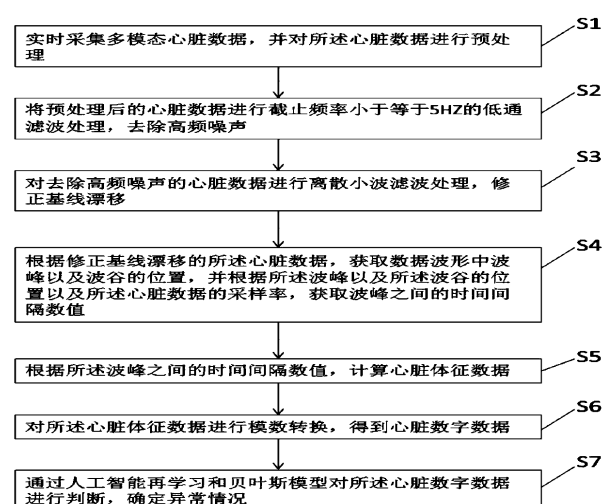 S1
实时采集多模态心脏数据，并对所述心脏数据进行预处
理
S2
将预处理后的心脏数据进行截止频率小于等于5HZ的低通
滤波处理，去除高频噪声
S3
对去除高频噪声的心脏数据进行离散小波滤波处理，修
正基线漂移
S4
根据修正基线漂移的所述心脏数据，获取数据波形中波
峰以及波谷的位置，并根据所述波峰以及所述波谷的位
置以及所述心脏数据的采样率，获取波峰之间的时间间
隔数值
S5
根据所述波峰之间的时间间隔数值，计算心脏体征数据
S6
对所述心脏体征数据进行模数转换，得到心脏数字数据
S7
通过人工智能再学习和贝叶斯模型对所述心脏数字数据
进行判断，确定异常情况